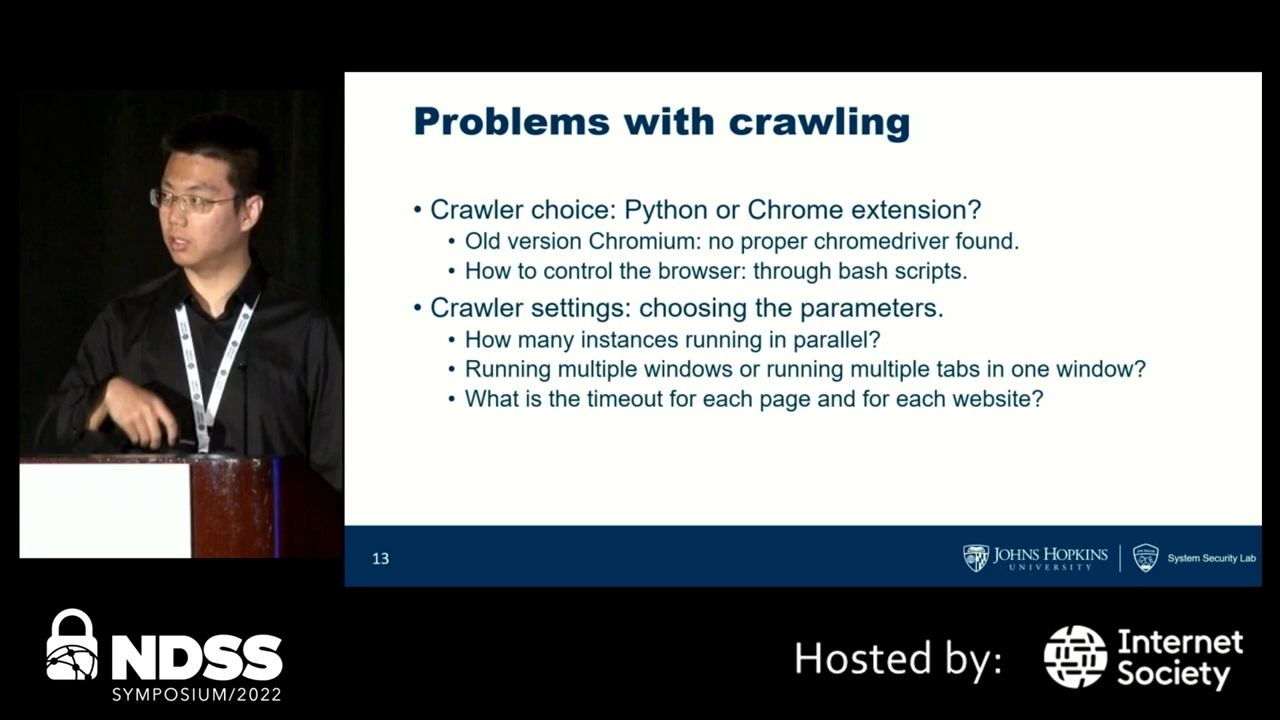 Problems with crawling
• Crawler choice: Python or Chrome extension?
• Old version Chromium: no proper chromedriver found.
• How to control the browser: through bash scripts.
• Crawler settings: choosing the parameters.
• How many instances running in parallel?
• Running multiple windows or running multiple tabs in one window?
• What is the timeout for each page and for each website?
13
JOHNS HOPKINS
UNIVERSITY
System Security Lab
NDSS
SYMPOSIUM/2022
Hosted by:
Internet
Society